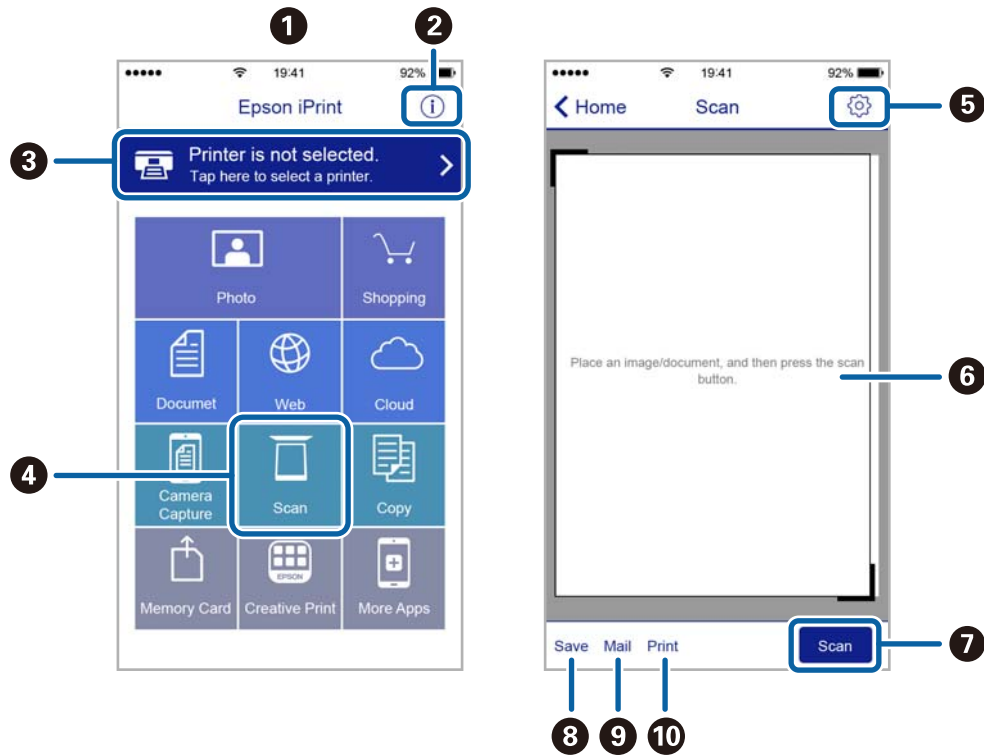 1
2
19:41
92%
Epson iPrint
i
3
Printer is not selected.
Tap here to select a printer.
Photo
Shopping
Documet
Web
Cloud
4
Camera
Capture
Scan
Copy
EPSON
Memory Card
Creative Print
More Apps
19:41
92%
Home
Scan
5
Place an image/document, and then press the scan
button.
6
Save
Mail
Print
Scan
7
8
9
10